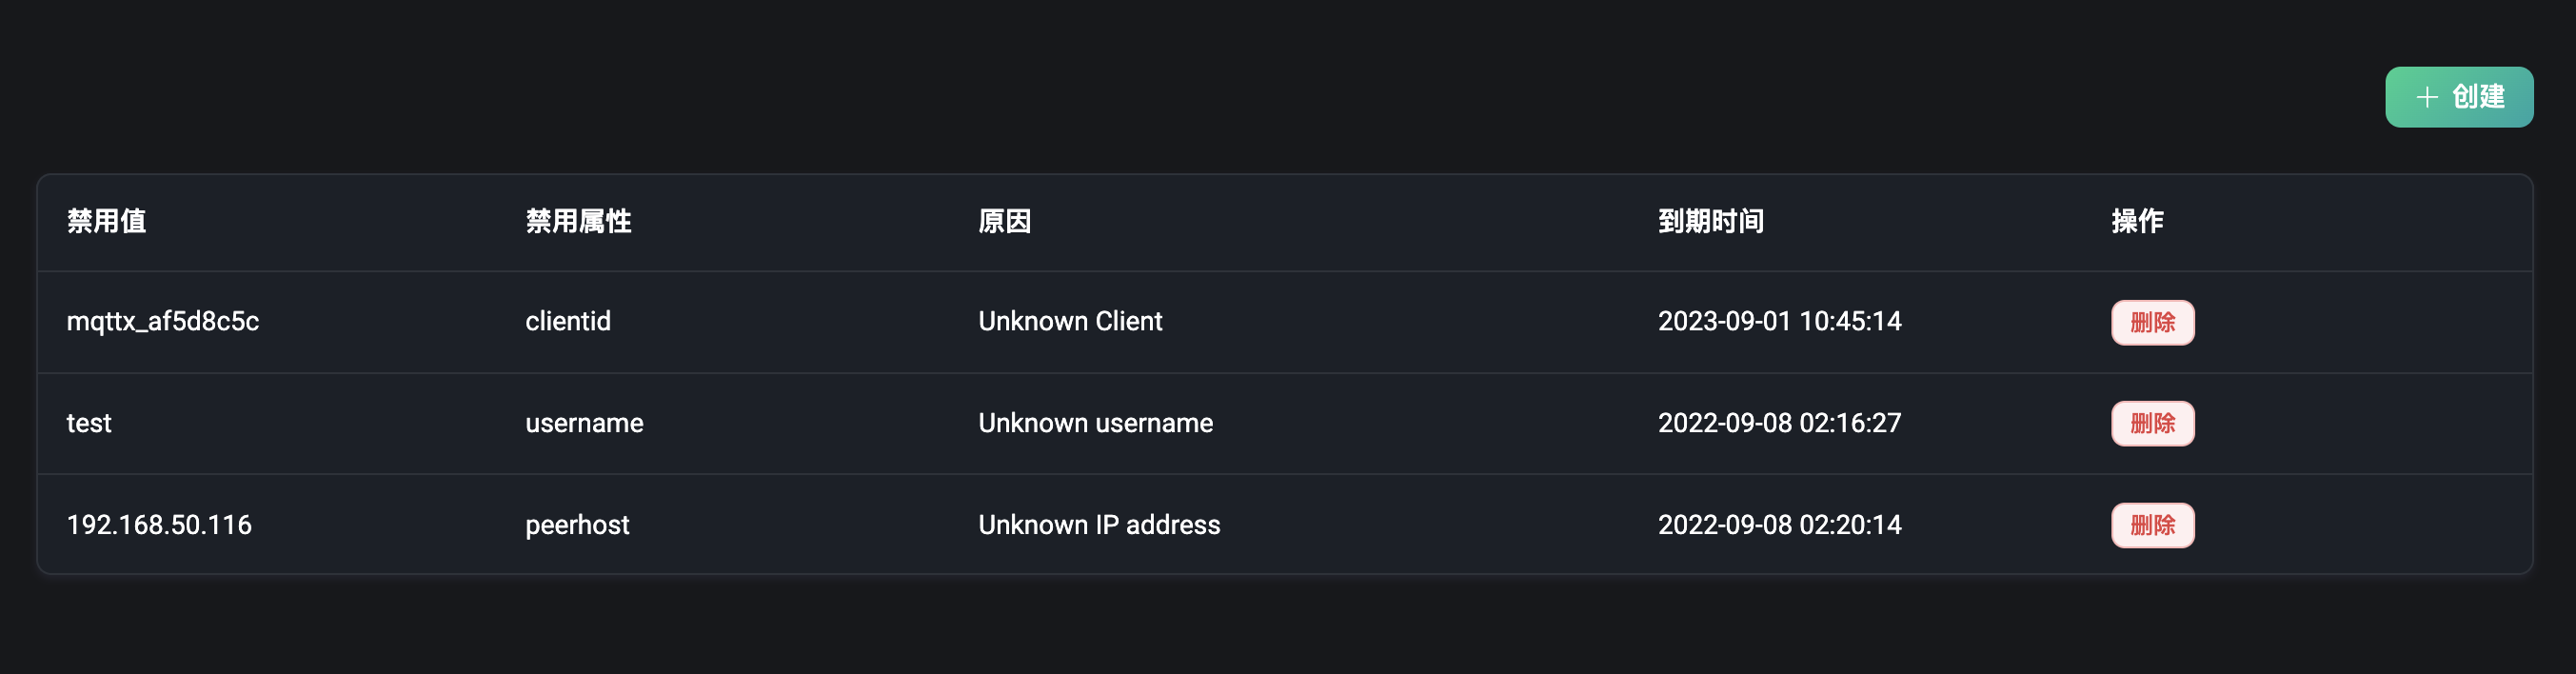 创建
禁用值 禁用属性 原因 到期时间 操作
mqttx_af5d8c5c clientid Unknown Client 2023-09-01 10:45:14 删除
test username Unknown username 2022-09-08 02:16:27 删除
192.168.50.116 peerhost Unknown IP address 2022-09-08 02:20:14 删除